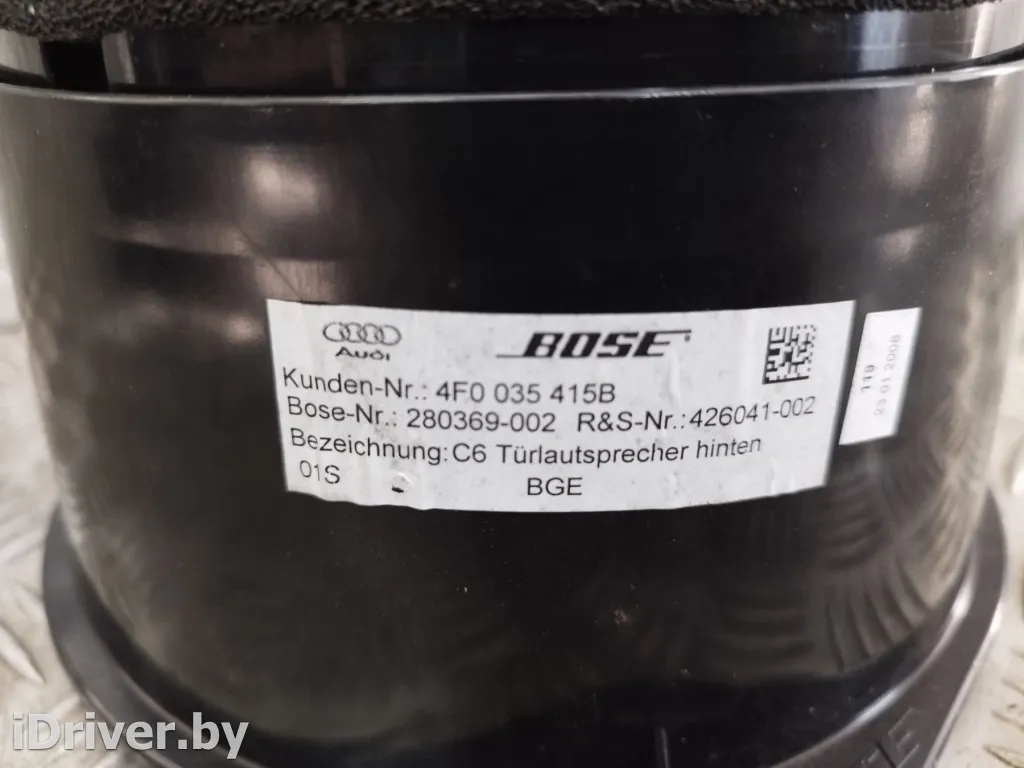 Audi
BOSE
Kunden-Nr.: 4F0 035 415B
Bose-Nr.: 280369-002 R&S-Nr.:426041-002
Bezeichnung:C6 Türlautsprecher hinten
01S BGE
119
23.01.2008
iDriver.by